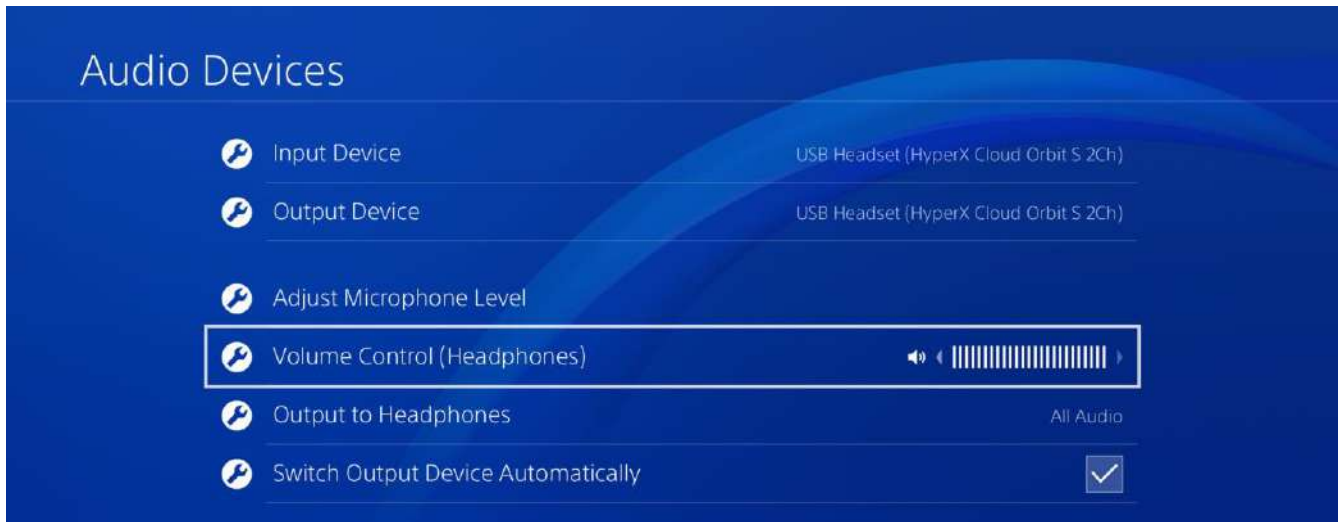 Audio Devices
Input Device USB Headset (HyperX Cloud Orbit S 2Ch)
Output Device USB Headset (HyperX Cloud Orbit S 2Ch)
Adjust Microphone Level
Volume Control (Headphones)
Output to Headphones All Audio
Switch Output Device Automatically